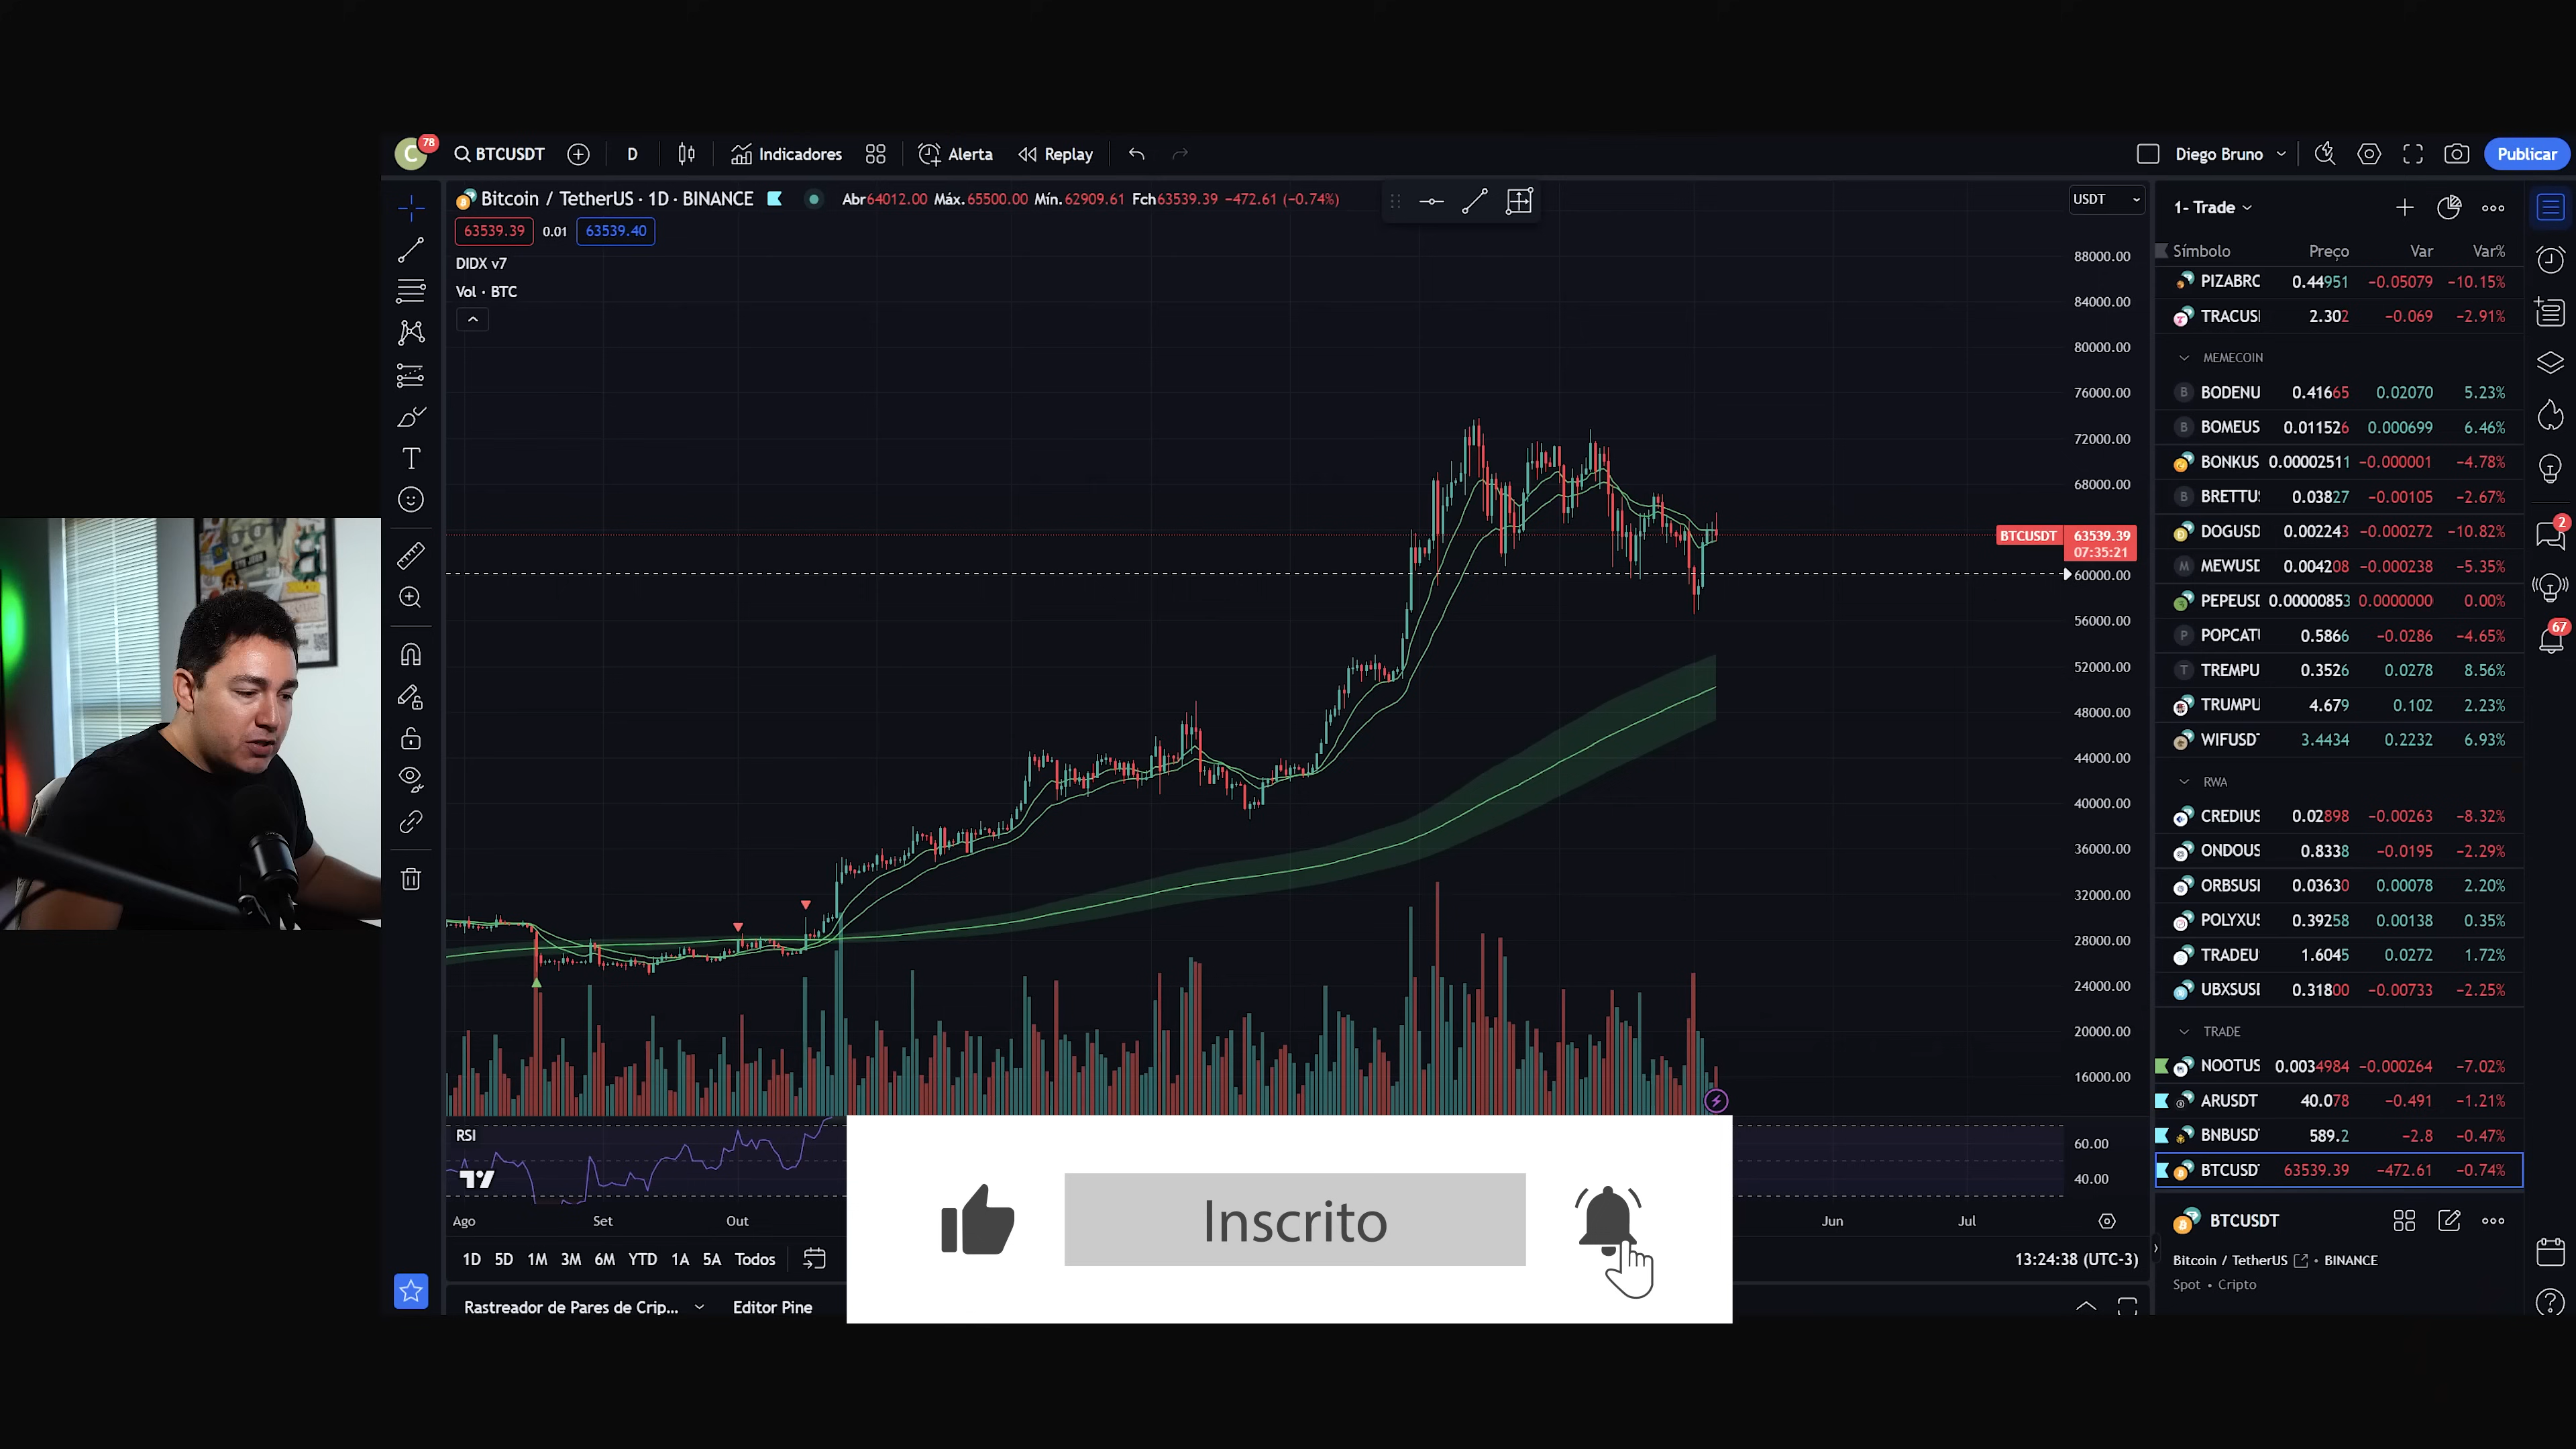 C 78 BTCUSDT D Indicadores Alerta Replay Diego Bruno Publicar
Bitcoin / TetherUS · 1D · BINANCE Abr64012.00 Máx.65500.00 Mín.62909.61 Fch63539.39 −472.61 (−0.74%)
63539.39 0.01 63539.40
DIDX v7
Vol · BTC
USDT
88000.00
84000.00
80000.00
76000.00
72000.00
68000.00
BTCUSDT 63539.39
07:35:21
60000.00
56000.00
52000.00
48000.00
44000.00
40000.00
36000.00
32000.00
28000.00
24000.00
20000.00
16000.00
RSI
60.00
40.00
Ago Set Out Jun Jul
1D 5D 1M 3M 6M YTD 1A 5A Todos 13:24:38 (UTC-3)
Rastreador de Pares de Crip... Editor Pine
Inscrito
1- Trade
Símbolo Preço Var Var%
PIZABRC 0.44951 −0.05079 −10.15%
TRACUS 2.302 −0.069 −2.91%
MEMECOIN
B BODENU 0.41665 0.02070 5.23%
B BOMEUS 0.011526 0.000699 6.46%
BONKUS 0.00002511 −0.000001 −4.78%
B BRETTU 0.03827 −0.00105 −2.67%
DOGUSD 0.002243 −0.000272 −10.82%
M MEWUSD 0.004208 −0.000238 −5.35%
PEPEUSD 0.00000853 0.0000000 0.00%
P POPCAT 0.5866 −0.0286 −4.65%
T TREMPU 0.3526 0.0278 8.56%
TRUMPU 4.679 0.102 2.23%
WIFUSD 3.4434 0.2232 6.93%
RWA
CREDIUS 0.02898 −0.00263 −8.32%
ONDOUS 0.8338 −0.0195 −2.29%
ORBSUS 0.03630 0.00078 2.20%
POLYXU 0.39258 0.00138 0.35%
TRADEU 1.6045 0.0272 1.72%
UBXSUS 0.31800 −0.00733 −2.25%
TRADE
NOOTUS 0.0034984 −0.000264 −7.02%
ARUSDT 40.078 −0.491 −1.21%
BNBUSD 589.2 −2.8 −0.47%
BTCUSD 63539.39 −472.61 −0.74%
BTCUSDT
Bitcoin / TetherUS • BINANCE
Spot • Cripto
2
67